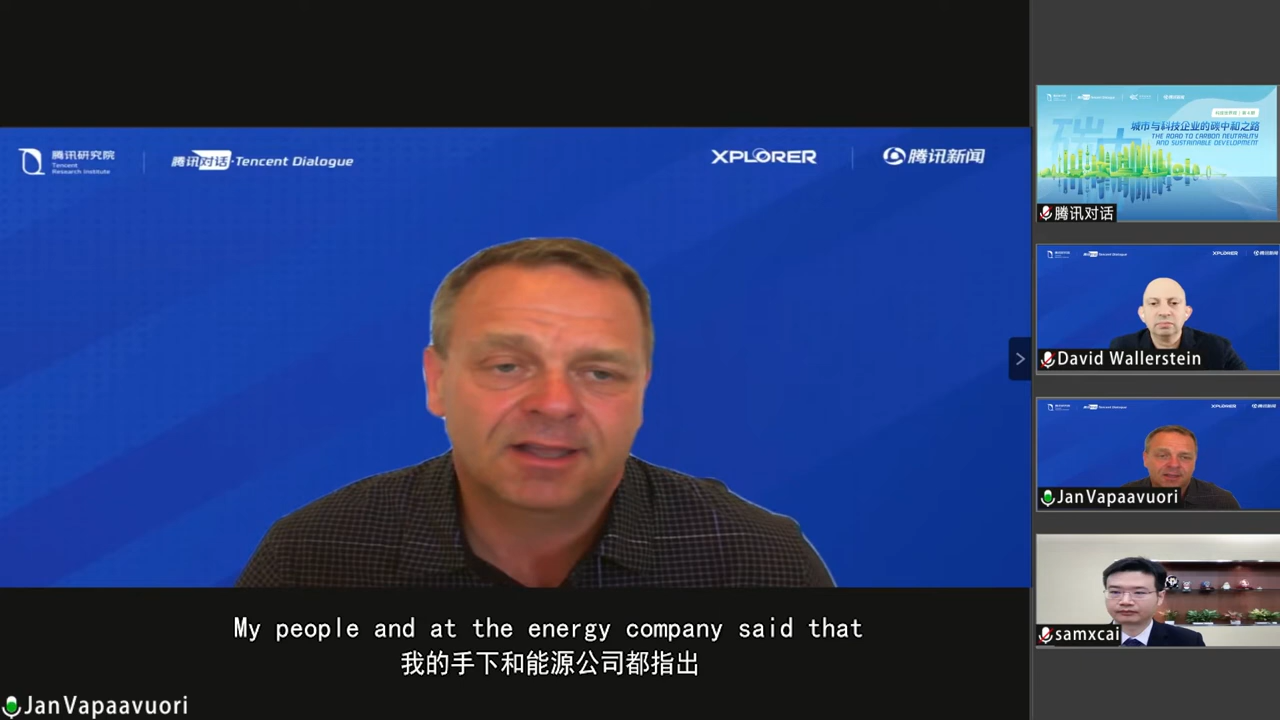 腾讯研究院
Tencent
Research Institute
腾讯对话·Tencent Dialogue
XPLORER
腾讯新闻
My people and at the energy company said that
我的手下和能源公司都指出
JanVapaavuori
城市与科技企业的碳中和之路
THE ROAD TO CARBON NEUTRALITY
AND SUSTAINABLE DEVELOPMENT
腾讯对话
XPLORER
David Wallerstein
XPLORER
JanVapaavuori
samxcai